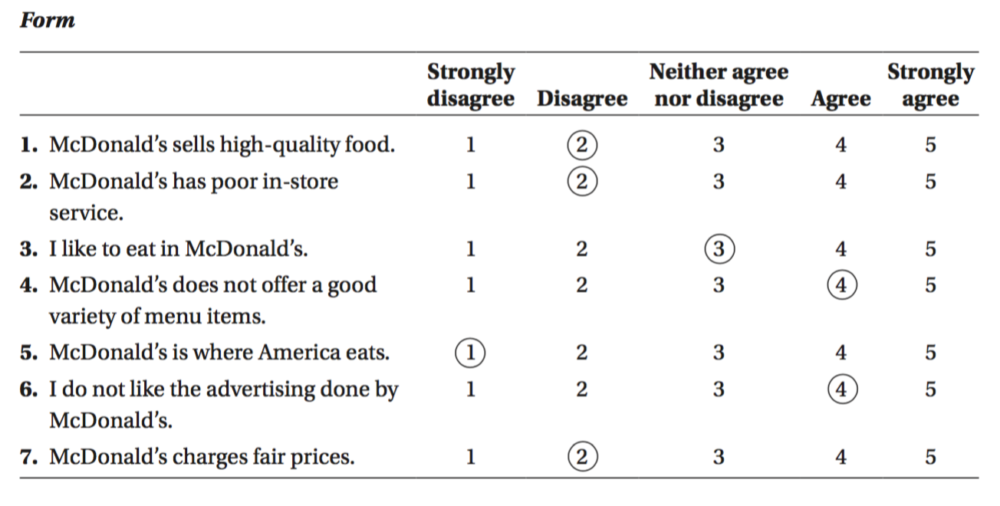 Form
Strongly disagree Disagree Neither agree nor disagree Agree Strongly agree
1. McDonald’s sells high-quality food. 1 2 3 4 5
2. McDonald’s has poor in-store 1 2 3 4 5
service.
3. I like to eat in McDonald’s. 1 2 3 4 5
4. McDonald’s does not offer a good 1 2 3 4 5
variety of menu items.
5. McDonald’s is where America eats. 1 2 3 4 5
6. I do not like the advertising done by 1 2 3 4 5
McDonald’s.
7. McDonald’s charges fair prices. 1 2 3 4 5